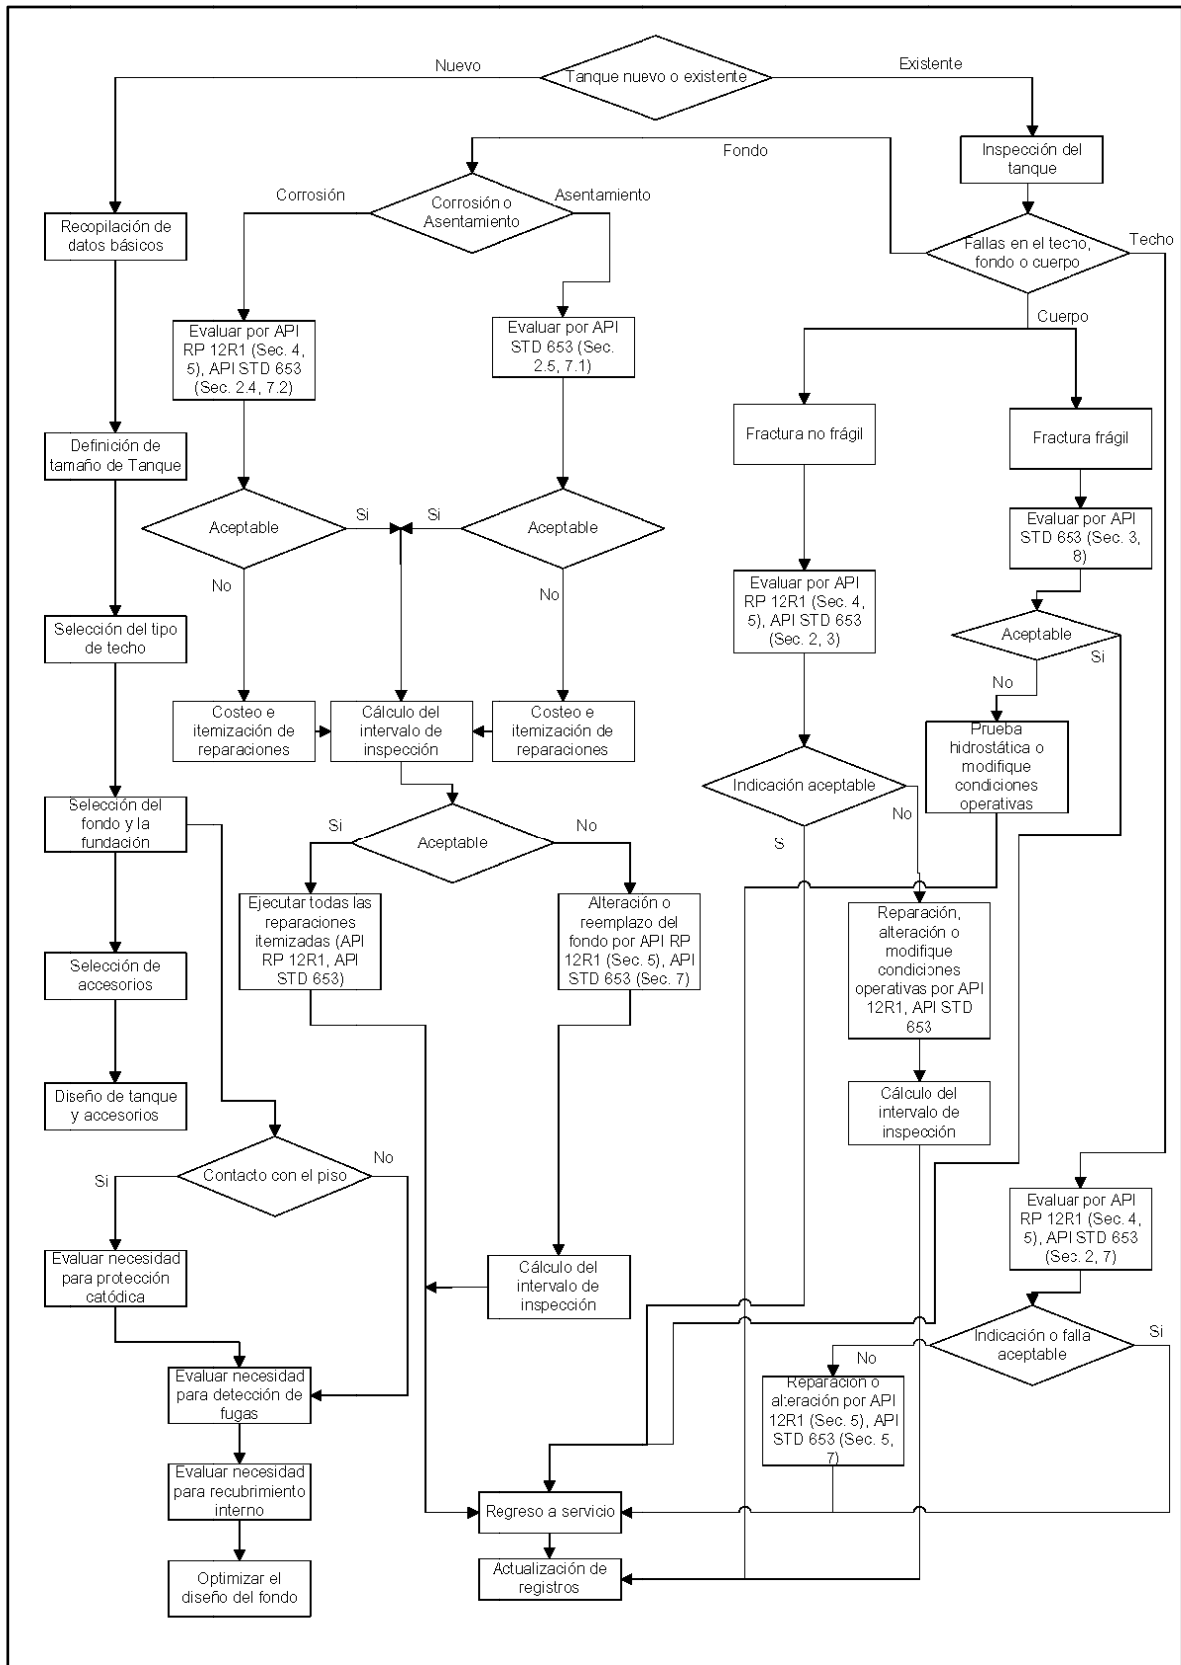 Nuevo
Tanque nuevo o existente
Existente
Fondo
Inspección del
tanque
Corrosión
Corrosión o
Asentamiento
Asentamiento
Recopilación de
datos básicos
Fallas en el techo,
fondo o cuerpo
Techo
Cuerpo
Evaluar por API
RP 12R1 (Sec. 4,
5), API STD 653
(Sec. 2.4, 7.2)
Evaluar por API
STD 653 (Sec.
2.5, 7.1)
Definición de
tamaño de Tanque
Fractura no frágil
Fractura frágil
Aceptable
Si
Si
Aceptable
No
No
Evaluar por API
STD 653 (Sec. 3,
8)
Evaluar por API
RP 12R1 (Sec. 4,
5), API STD 653
(Sec. 2, 3)
Selección del tipo
de techo
Aceptable
Si
No
Costeo e
itemización de
reparaciones
Cálculo del
intervalo de
inspección
Costeo e
itemización de
reparaciones
Prueba
hidrostática o
modifique
condiciones
operativas
Indicación aceptable
No
S
Selección del
fondo y la
fundación
Si
Aceptable
No
Ejecutar todas las
reparaciones
itemizadas (API
RP 12R1, API
STD 653)
Alteración o
reemplazo del
fondo por API RP
12R1 (Sec. 5), API
STD 653 (Sec. 7)
Reparación,
alteración o
modifique
condiciones
operativas por API
12R1, API STD
653
Selección de
accesorios
Diseño de tanque
y accesorios
Cálculo del
intervalo de
inspección
Contacto con el piso
Si
No
Evaluar por API
RP 12R1 (Sec. 4,
5), API STD 653
(Sec. 2, 7)
Evaluar necesidad
para protección
catódica
Cálculo del
intervalo de
inspección
Indicación o falla
aceptable
Si
No
Evaluar necesidad
para detección de
fugas
Reparación o
alteración por API
12R1 (Sec. 5), API
STD 653 (Sec. 5,
7)
Evaluar necesidad
para recubrimiento
interno
Regreso a servicio
Optimizar el
diseño del fondo
Actualización de
registros